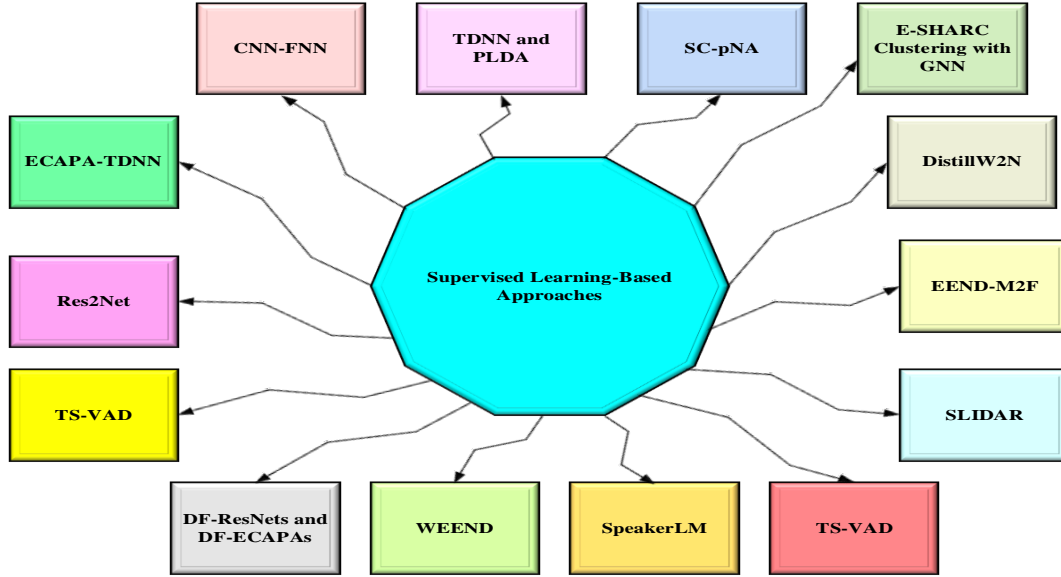 CNN-FNN
TDNN and
PLDA
SC-pNA
E-SHARC
Clustering with
GNN
ECAPA-TDNN
DistillW2N
Supervised Learning-Based
Approaches
Res2Net
EEND-M2F
TS-VAD
SLIDAR
DF-ResNets and
DF-ECAPAs
WEEND
SpeakerLM
TS-VAD